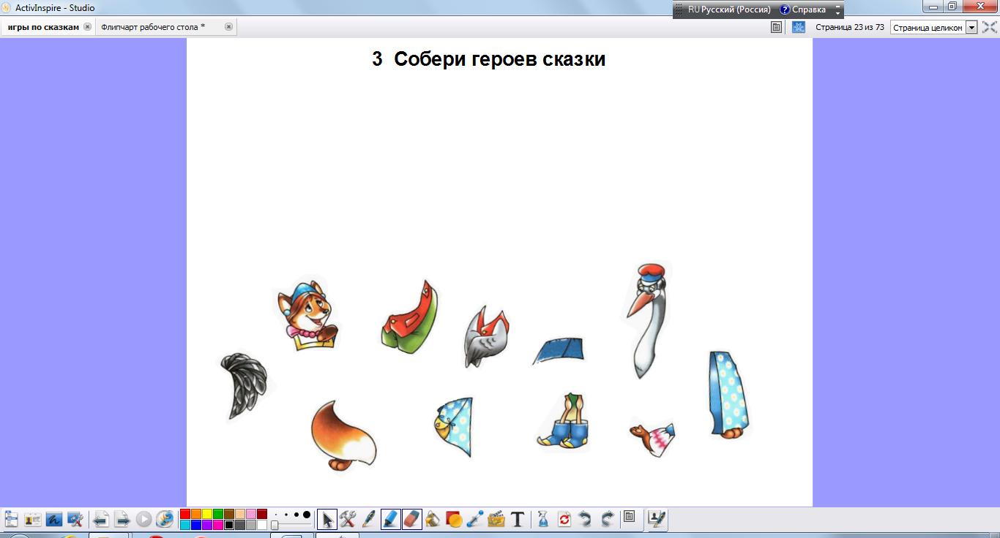 ActivInspire - Studio
RU Русский (Россия) ? Справка
игры по сказкам
Флипчарт рабочего стола *
Страница 23 из 73
Страница целиком
3 Собери героев сказки
T